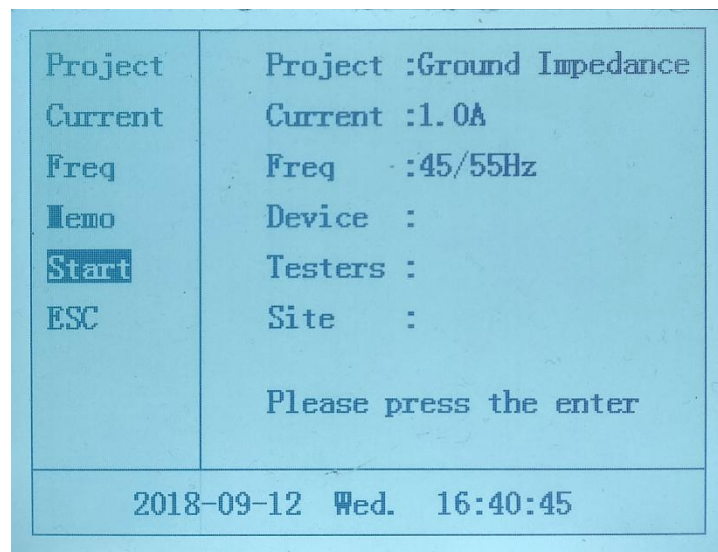 Project
Current
Freq
Memo
Start
ESC
Project :Ground Impedance
Current :1.0A
Freq :45/55Hz
Device :
Testers :
Site :
Please press the enter
2018-09-12 Wed. 16:40:45